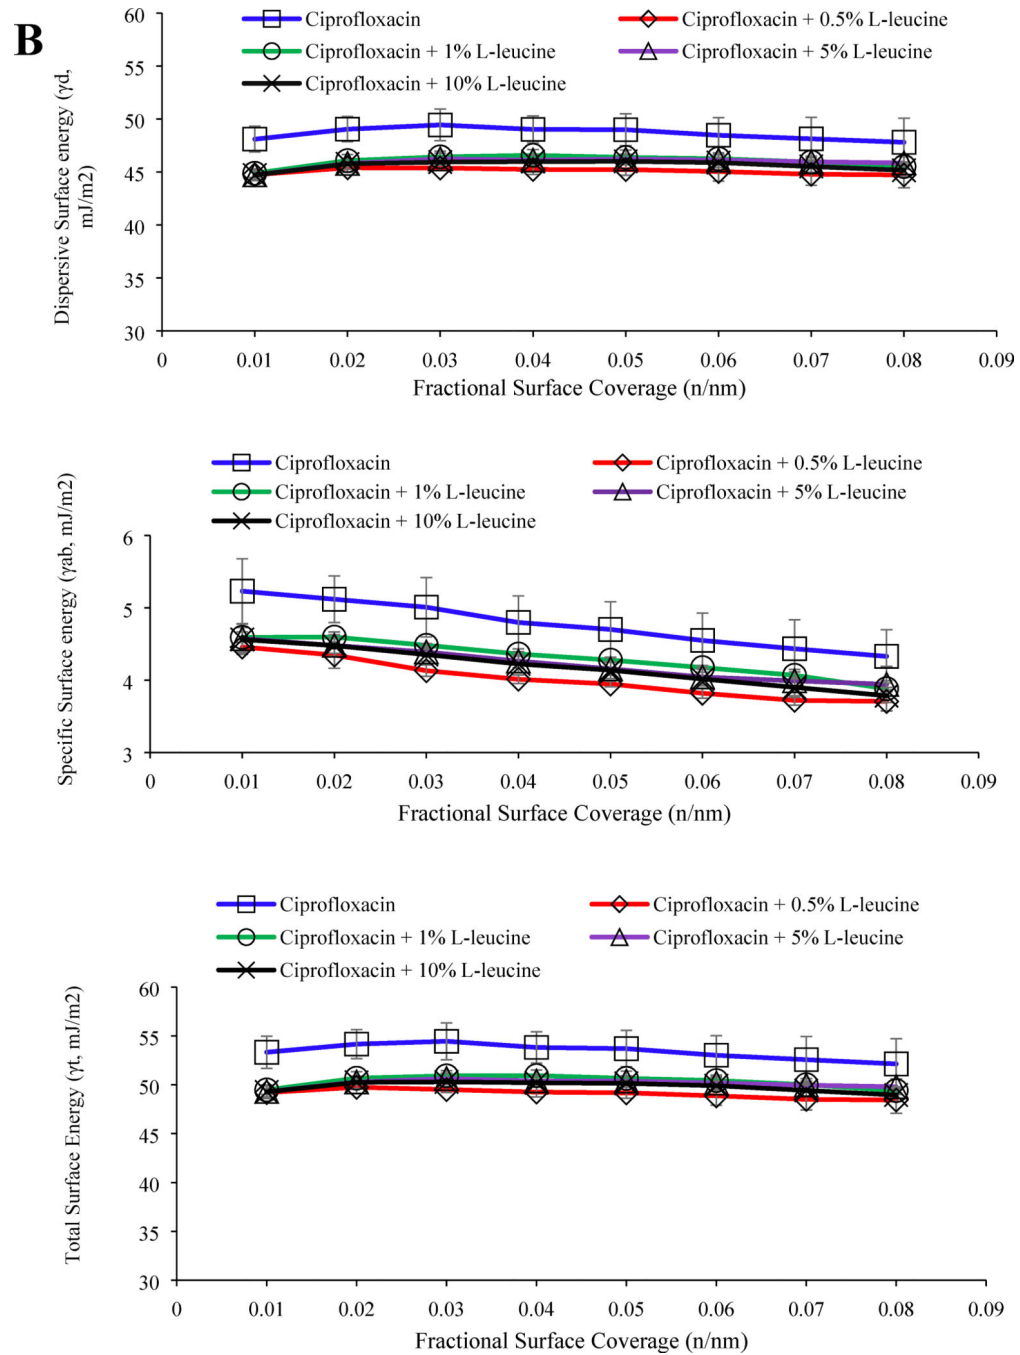 B
Ciprofloxacin
Ciprofloxacin + 0.5% L-leucine
Ciprofloxacin + 1% L-leucine
Ciprofloxacin + 5% L-leucine
Ciprofloxacin + 10% L-leucine
Dispersive Surface energy (γd,
mJ/m2)
60
55
50
45
40
35
30
0 0.01 0.02 0.03 0.04 0.05 0.06 0.07 0.08 0.09
Fractional Surface Coverage (n/nm)
Ciprofloxacin
Ciprofloxacin + 0.5% L-leucine
Ciprofloxacin + 1% L-leucine
Ciprofloxacin + 5% L-leucine
Ciprofloxacin + 10% L-leucine
Specific Surface energy (γab, mJ/m2)
6
5
4
3
0 0.01 0.02 0.03 0.04 0.05 0.06 0.07 0.08 0.09
Fractional Surface Coverage (n/nm)
Ciprofloxacin
Ciprofloxacin + 0.5% L-leucine
Ciprofloxacin + 1% L-leucine
Ciprofloxacin + 5% L-leucine
Ciprofloxacin + 10% L-leucine
Total Surface Energy (γt, mJ/m2)
60
55
50
45
40
35
30
0 0.01 0.02 0.03 0.04 0.05 0.06 0.07 0.08 0.09
Fractional Surface Coverage (n/nm)